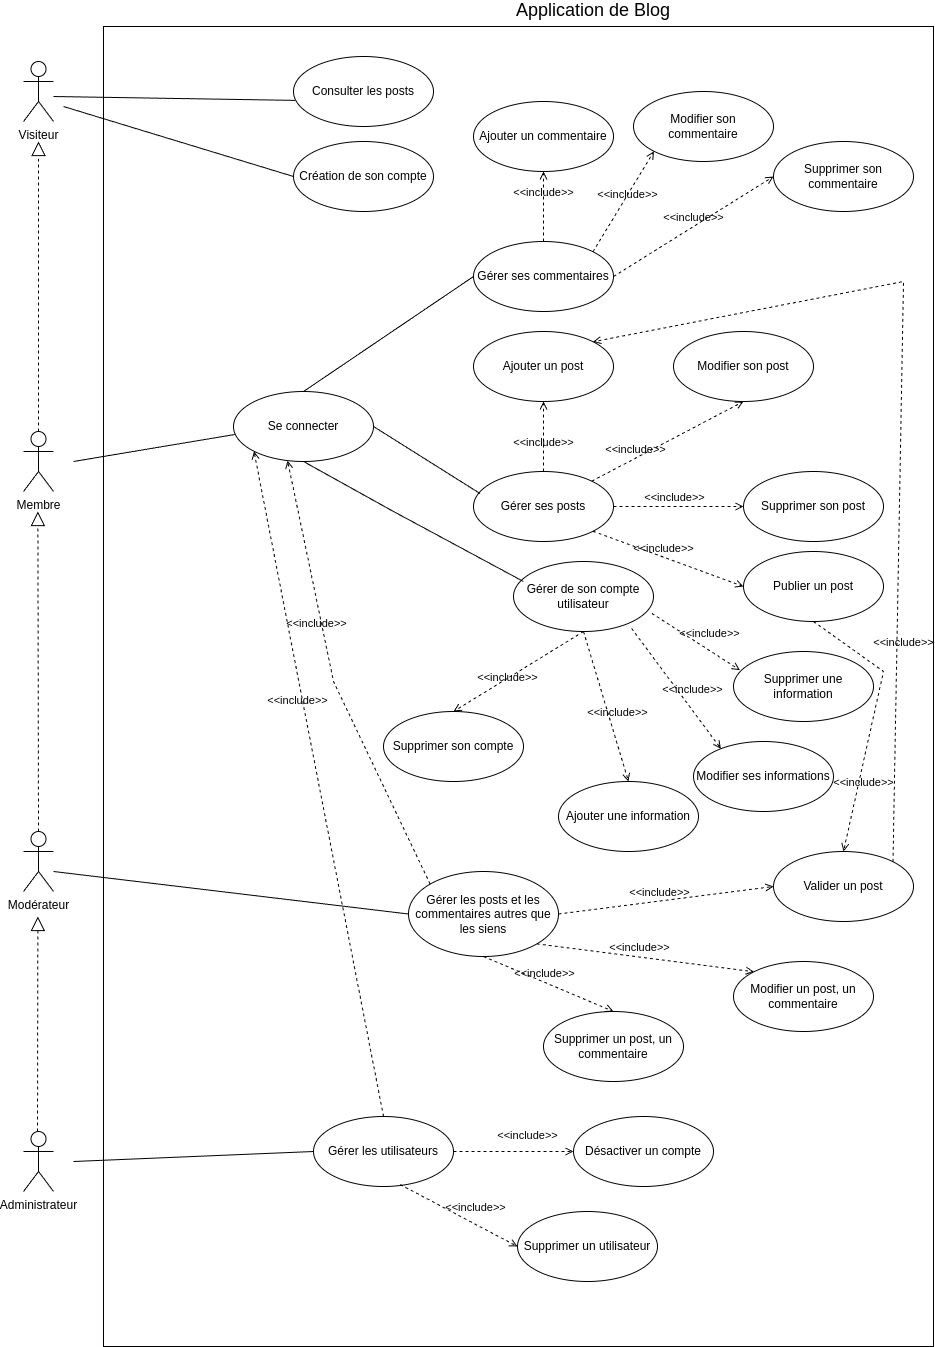 Application de Blog
Consulter les posts
Visiteur
Création de son compte
Ajouter un commentaire
Modifier son
commentaire
Supprimer son
commentaire
<<include>>
<<include>>
<<include>>
Gérer ses commentaires
Ajouter un post
Modifier son post
Se connecter
<<include>>
<<include>>
Membre
Gérer ses posts
<<include>>
Supprimer son post
<<include>>
Publier un post
Gérer de son compte
utilisateur
<<include>>
<<include>>
<<include>>
<<include>>
<<include>>
<<include>>
<<include>>
Supprimer une
information
<<include>>
Supprimer son compte
Modifier ses informations
<<include>>
Ajouter une information
Modérateur
Gérer les posts et les
commentaires autres que
les siens
<<include>>
Valider un post
<<include>>
<<include>>
Modifier un post, un
commentaire
Supprimer un post, un
commentaire
Administrateur
Gérer les utilisateurs
<<include>>
Désactiver un compte
<<include>>
Supprimer un utilisateur